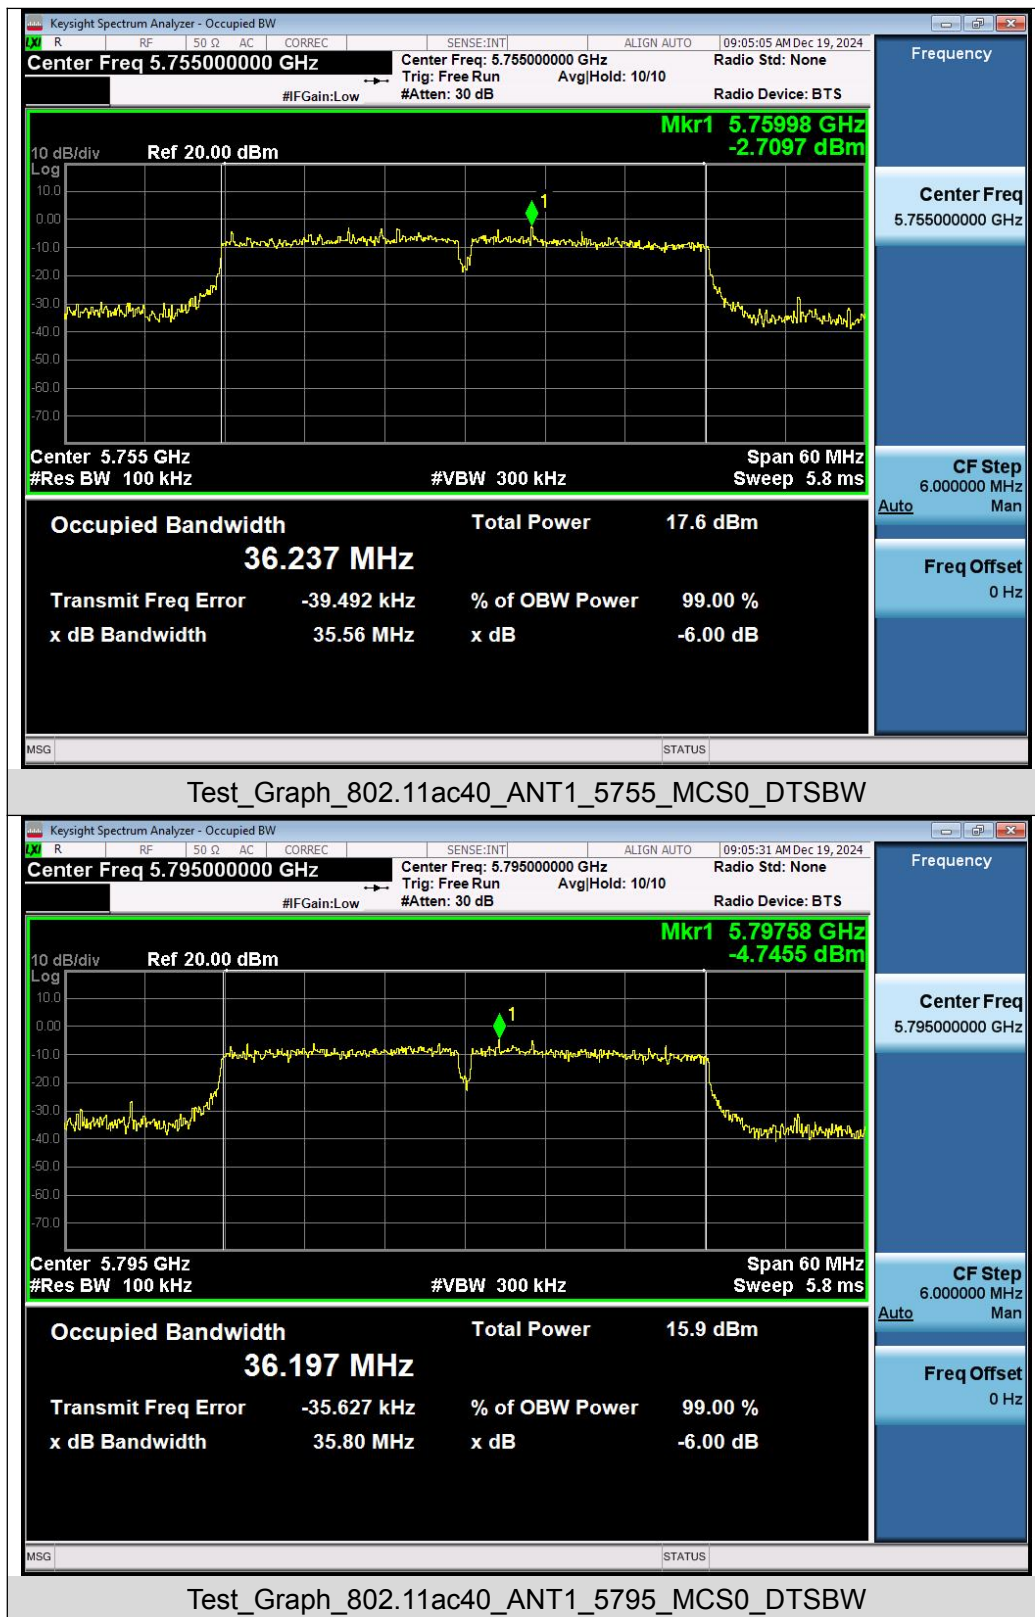 Keysight Spectrum Analyzer - Occupied BW
LXI R RF 50 Ω AC CORREC SENSE:INT ALIGN AUTO 09:05:05 AM Dec 19, 2024
Center Freq 5.755000000 GHz Center Freq: 5.755000000 GHz Radio Std: None
Trig: Free Run Avg|Hold: 10/10
#IFGain:Low #Atten: 30 dB Radio Device: BTS
Frequency
Mkr1 5.75998 GHz
-2.7097 dBm
10 dB/div Ref 20.00 dBm
Log
10.0
0.00
-10.0
-20.0
-30.0
-40.0
-50.0
-60.0
-70.0
1
Center 5.755 GHz Span 60 MHz
#Res BW 100 kHz #VBW 300 kHz Sweep 5.8 ms
Center Freq
5.755000000 GHz
CF Step
6.000000 MHz
Auto Man
Freq Offset
0 Hz
Occupied Bandwidth Total Power 17.6 dBm
36.237 MHz
Transmit Freq Error -39.492 kHz % of OBW Power 99.00 %
x dB Bandwidth 35.56 MHz x dB -6.00 dB
MSG STATUS
Test_Graph_802.11ac40_ANT1_5755_MCS0_DTSBW
Keysight Spectrum Analyzer - Occupied BW
LXI R RF 50 Ω AC CORREC SENSE:INT ALIGN AUTO 09:05:31 AM Dec 19, 2024
Center Freq 5.795000000 GHz Center Freq: 5.795000000 GHz Radio Std: None
Trig: Free Run Avg|Hold: 10/10
#IFGain:Low #Atten: 30 dB Radio Device: BTS
Frequency
Mkr1 5.79758 GHz
-4.7455 dBm
10 dB/div Ref 20.00 dBm
Log
10.0
0.00
-10.0
-20.0
-30.0
-40.0
-50.0
-60.0
-70.0
1
Center 5.795 GHz Span 60 MHz
#Res BW 100 kHz #VBW 300 kHz Sweep 5.8 ms
Center Freq
5.795000000 GHz
CF Step
6.000000 MHz
Auto Man
Freq Offset
0 Hz
Occupied Bandwidth Total Power 15.9 dBm
36.197 MHz
Transmit Freq Error -35.627 kHz % of OBW Power 99.00 %
x dB Bandwidth 35.80 MHz x dB -6.00 dB
MSG STATUS
Test_Graph_802.11ac40_ANT1_5795_MCS0_DTSBW